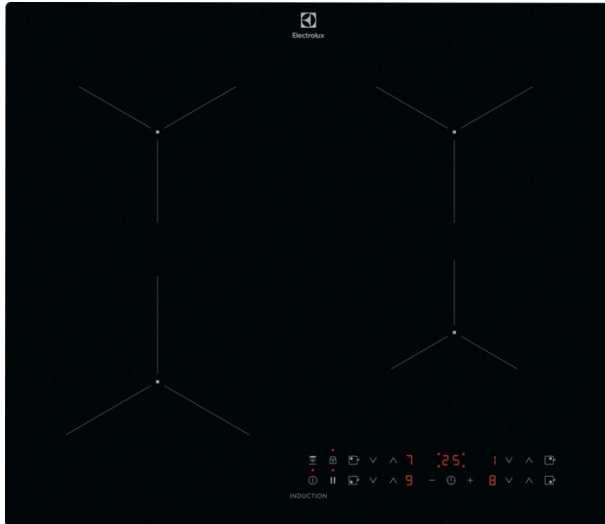 Electrolux
7 25 1
9 − + 8
INDUCTION